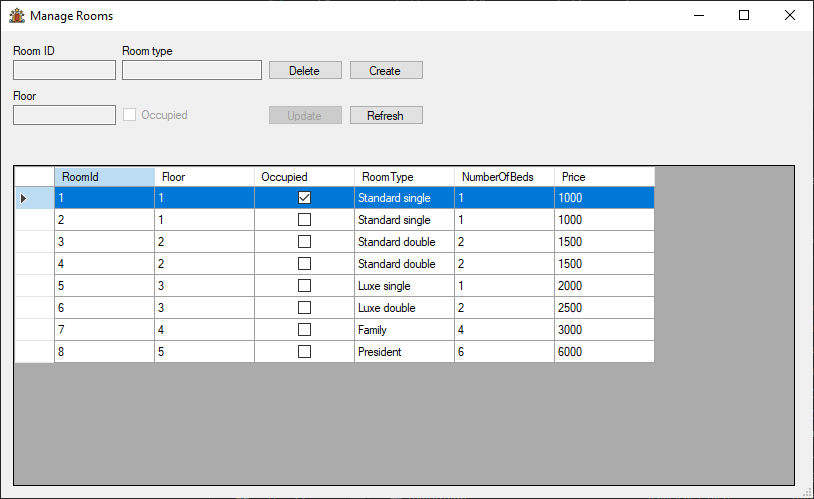 Manage Rooms
Room ID Room type
Delete Create
Floor
Occupied Update Refresh
RoomId Floor Occupied RoomType NumberOfBeds Price
1 1 Standard single 1 1000
2 1 Standard single 1 1000
3 2 Standard double 2 1500
4 2 Standard double 2 1500
5 3 Luxe single 1 2000
6 3 Luxe double 2 2500
7 4 Family 4 3000
8 5 President 6 6000